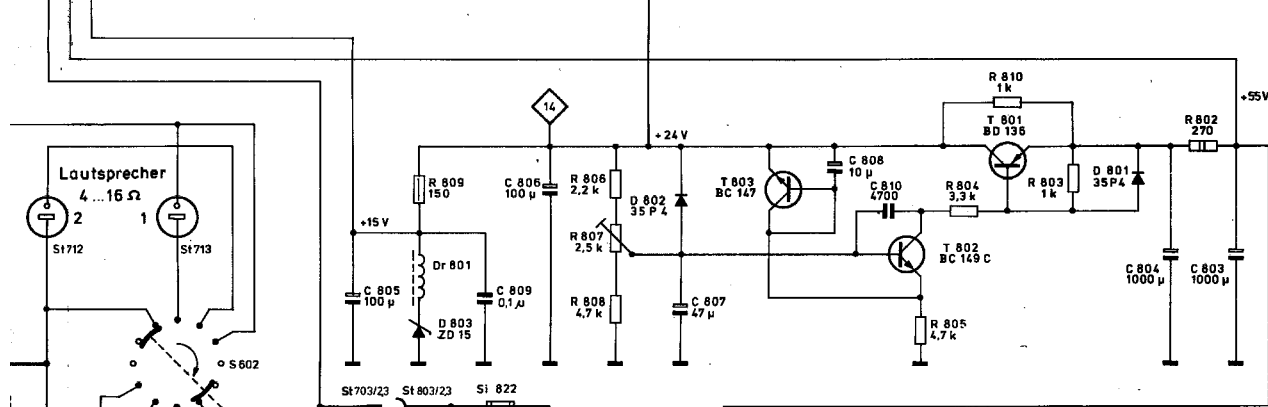 R 810
1 k
+55V
14
T 801
BD 136
R 802
270
+24V
Lautsprecher
4 ...16 Ω
2
1
St712
St713
R 809
150
C 806
100 µ
R 806
2,2 k
D 802
35 P 4
T 803
BC 147
C 808
10 µ
C 810
4700
R 804
3,3 k
R 803
1 k
D 801
35P4
+15 V
R 807
2,5 k
T 802
BC 149 C
Dr 801
C 805
100 µ
C 809
0,1 µ
D 803
ZD 15
R 808
4,7 k
C 807
47 µ
R 805
4,7 k
C 804
1000 µ
C 803
1000 µ
S 602
St703/23
St803/23
Si 822